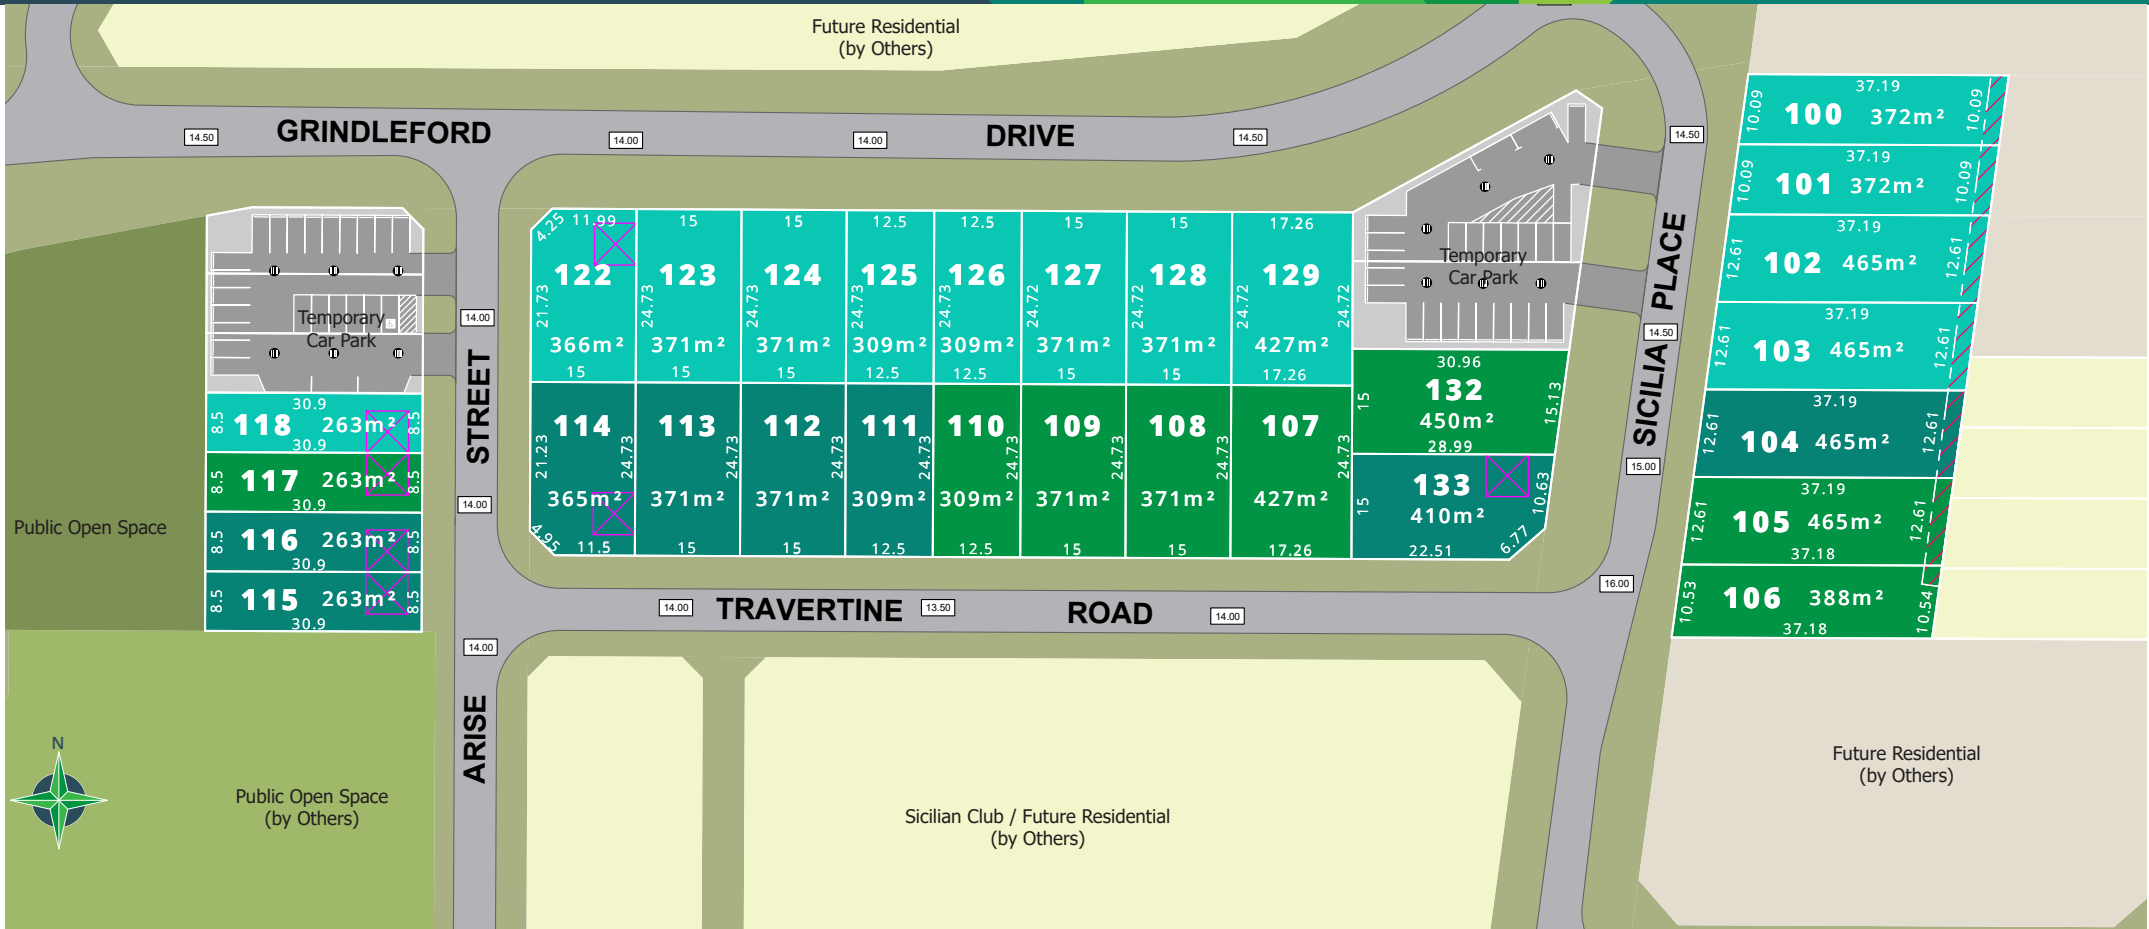 Future Residential
(by Others)
GRINDLEFORD DRIVE
14.50
14.00
14.00
14.50
14.50
37.19
10.09 100 372m² 10.09
37.19
10.09 101 372m² 10.09
37.19
12.61 102 465m² 12.61
37.19
12.61 103 465m² 12.61
37.19
12.61 104 465m² 12.61
37.19
12.61 105 465m² 12.61
37.18
10.53 106 388m² 10.54
37.18
4.25 11.99 15 15 12.5 12.5 15 15 17.26
122 123 124 125 126 127 128 129
21.73 24.73 24.73 24.73 24.73 24.72 24.72 24.72 24.72
366m² 371m² 371m² 309m² 309m² 371m² 371m² 427m²
15 15 15 12.5 12.5 15 15 17.26
114 113 112 111 110 109 108 107
21.23 24.73 24.73 24.73 24.73 24.73 24.73 24.73
365m² 371m² 371m² 309m² 309m² 371m² 371m² 427m²
4.95 11.5 15 15 12.5 12.5 15 15 17.26
Temporary
Car Park
30.96
132
15 450m² 15.13
28.99
133
15 410m² 10.63
22.51 6.77
Temporary
Car Park
30.9
8.5 118 263m² 8.5
30.9
8.5 117 263m² 8.5
30.9
8.5 116 263m² 8.5
30.9
8.5 115 263m² 8.5
30.9
ARISE STREET
14.00
14.00
14.00
SICILIA PLACE
14.50
15.00
16.00
14.00 TRAVERTINE 13.50 ROAD 14.00
Public Open Space
N
Public Open Space
(by Others)
Sicilian Club / Future Residential
(by Others)
Future Residential
(by Others)